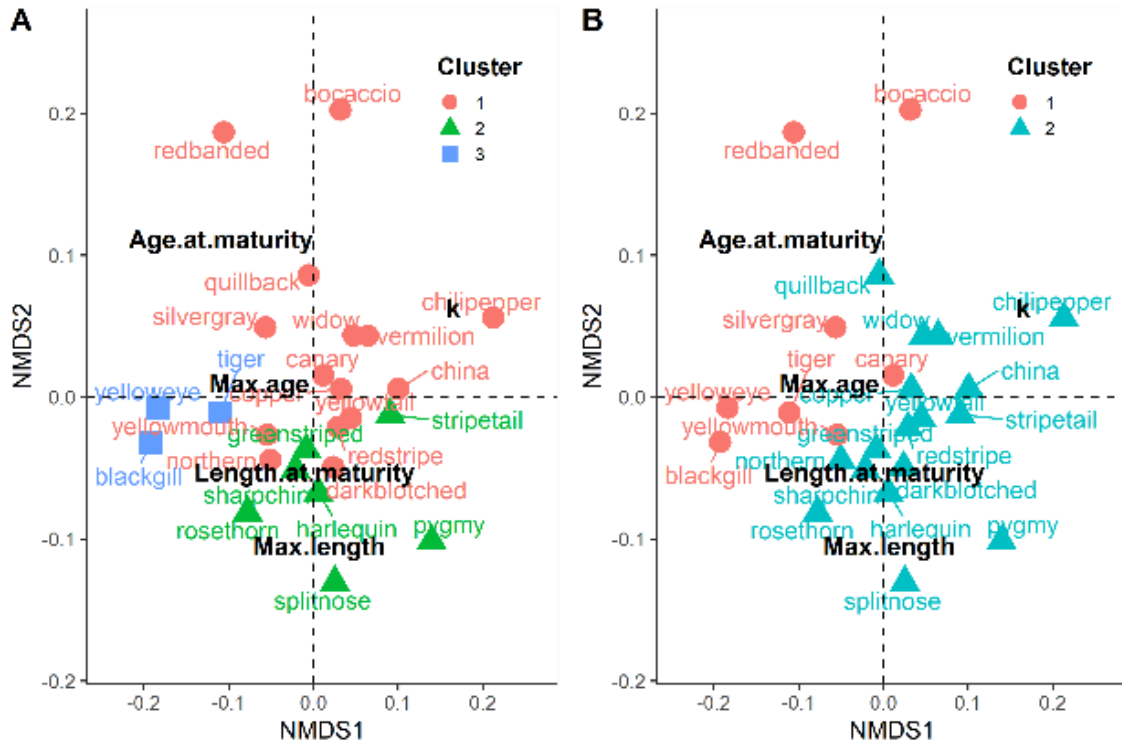 A
Cluster
1
2
3
bocaccio
redbanded
Age.at.maturity
quillback
k
chilipepper
silvergray
widow
vermilion
tiger
canary
china
yelloweye
Max.age
copper
yellowtail
stripetail
yellowmouth
greenstriped
northern
redstripe
blackgill
Length.at.maturity
sharpchin
darkblotched
rosethorn
harlequin
pygmy
Max.length
splitnose
0.2
0.1
0.0
-0.1
-0.2
NMDS2
-0.2
-0.1
0.0
0.1
0.2
NMDS1
B
Cluster
1
2
bocaccio
redbanded
Age.at.maturity
quillback
k
chilipepper
silvergray
widow
vermilion
tiger
canary
china
yelloweye
Max.age
copper
yellowtail
stripetail
yellowmouth
greenstriped
northern
redstripe
blackgill
Length.at.maturity
sharpchin
darkblotched
rosethorn
harlequin
pygmy
Max.length
splitnose
0.2
0.1
0.0
-0.1
-0.2
NMDS2
-0.2
-0.1
0.0
0.1
0.2
NMDS1